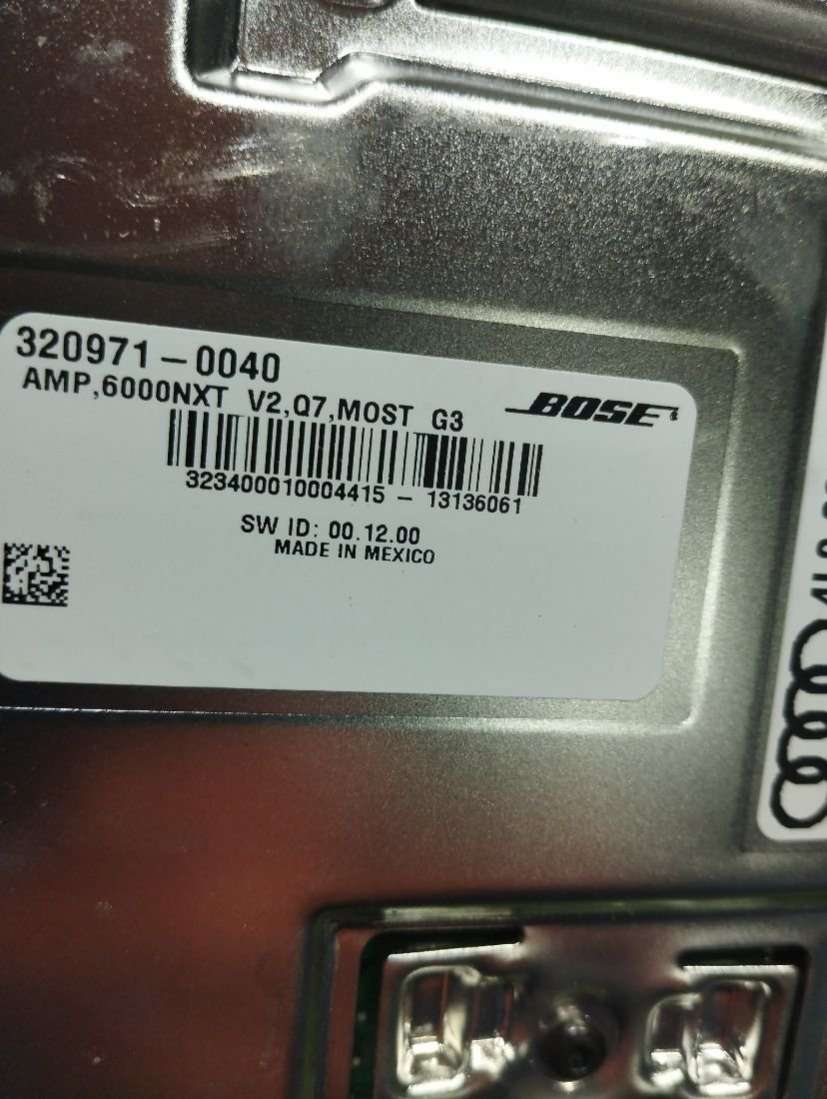 320971-0040
AMP,6000NXT V2,Q7,MOST G3
BOSE
323400010004415 - 13136061
SW ID: 00.12.00
MADE IN MEXICO